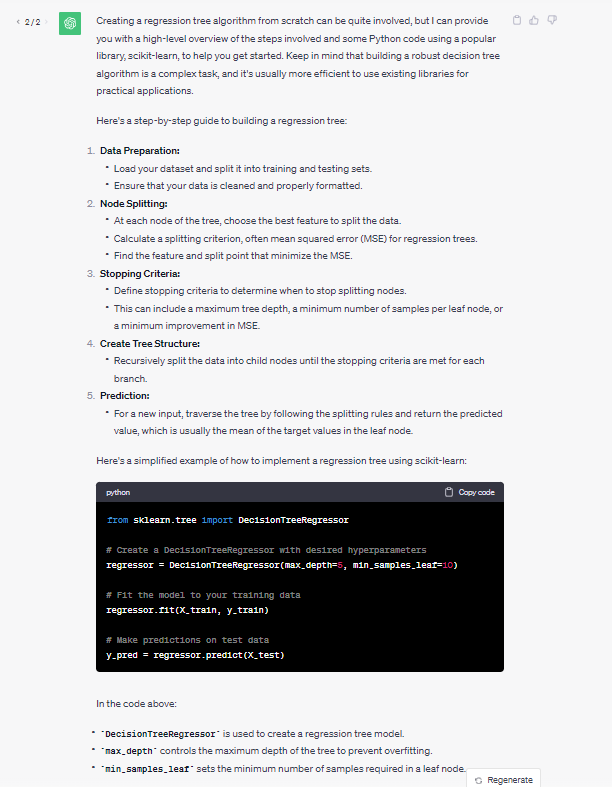 2 / 2
Creating a regression tree algorithm from scratch can be quite involved, but I can provide
you with a high-level overview of the steps involved and some Python code using a popular
library, scikit-learn, to help you get started. Keep in mind that building a robust decision tree
algorithm is a complex task, and it's usually more efficient to use existing libraries for
practical applications.
Here's a step-by-step guide to building a regression tree:
1. Data Preparation:
• Load your dataset and split it into training and testing sets.
• Ensure that your data is cleaned and properly formatted.
2. Node Splitting:
• At each node of the tree, choose the best feature to split the data.
• Calculate a splitting criterion, often mean squared error (MSE) for regression trees.
• Find the feature and split point that minimize the MSE.
3. Stopping Criteria:
• Define stopping criteria to determine when to stop splitting nodes.
• This can include a maximum tree depth, a minimum number of samples per leaf node, or
a minimum improvement in MSE.
4. Create Tree Structure:
• Recursively split the data into child nodes until the stopping criteria are met for each
branch.
5. Prediction:
• For a new input, traverse the tree by following the splitting rules and return the predicted
value, which is usually the mean of the target values in the leaf node.
Here's a simplified example of how to implement a regression tree using scikit-learn:
python Copy code
from sklearn.tree import DecisionTreeRegressor
# Create a DecisionTreeRegressor with desired hyperparameters
regressor = DecisionTreeRegressor(max_depth=5, min_samples_leaf=10)
# Fit the model to your training data
regressor.fit(X_train, y_train)
# Make predictions on test data
y_pred = regressor.predict(X_test)
In the code above:
• `DecisionTreeRegressor` is used to create a regression tree model.
• `max_depth` controls the maximum depth of the tree to prevent overfitting.
• `min_samples_leaf` sets the minimum number of samples required in a leaf node.
Regenerate